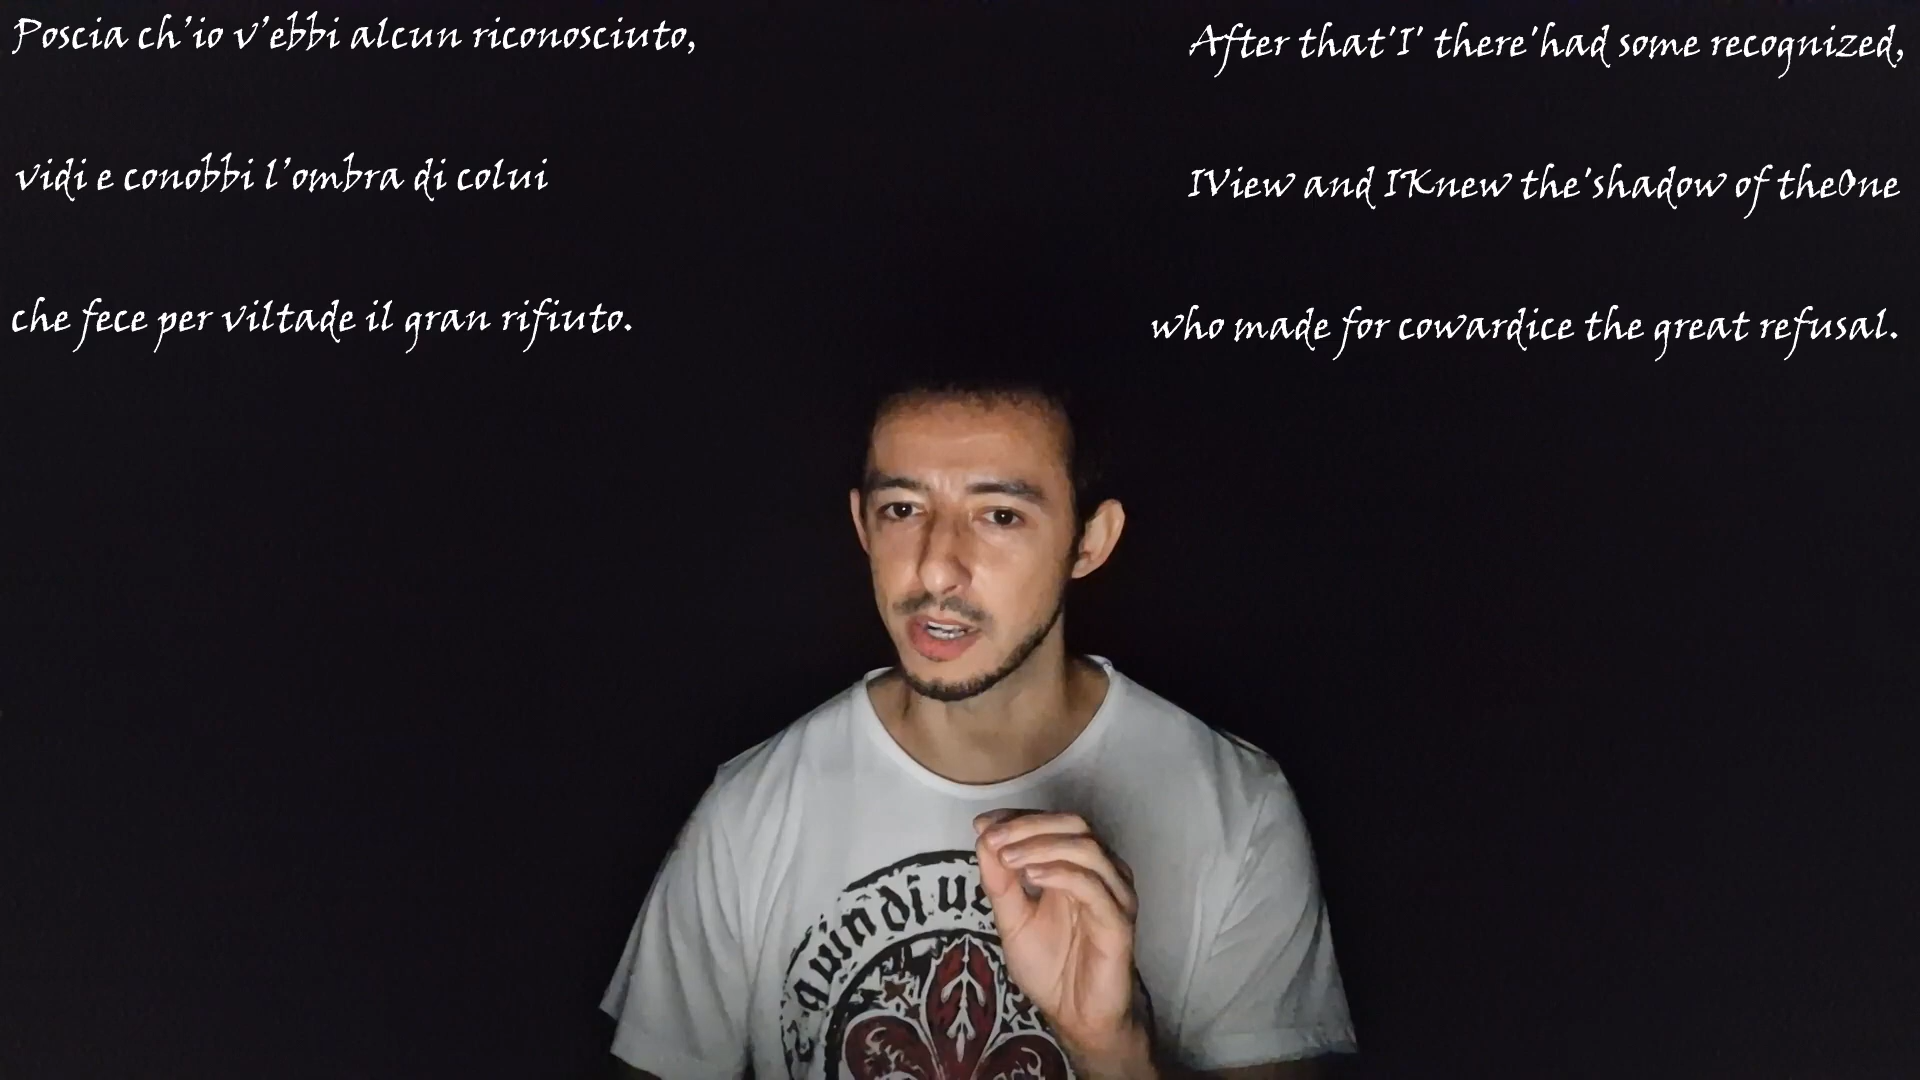 Poscia ch'io v'ebbi alcun riconosciuto,
vidi e conobbi l'ombra di colui
che fece per viltade il gran rifiuto.
After that'I' there'had some recognized,
IView and IKnew the'shadow of theOne
who made for cowardice the great refusal.
e quindi